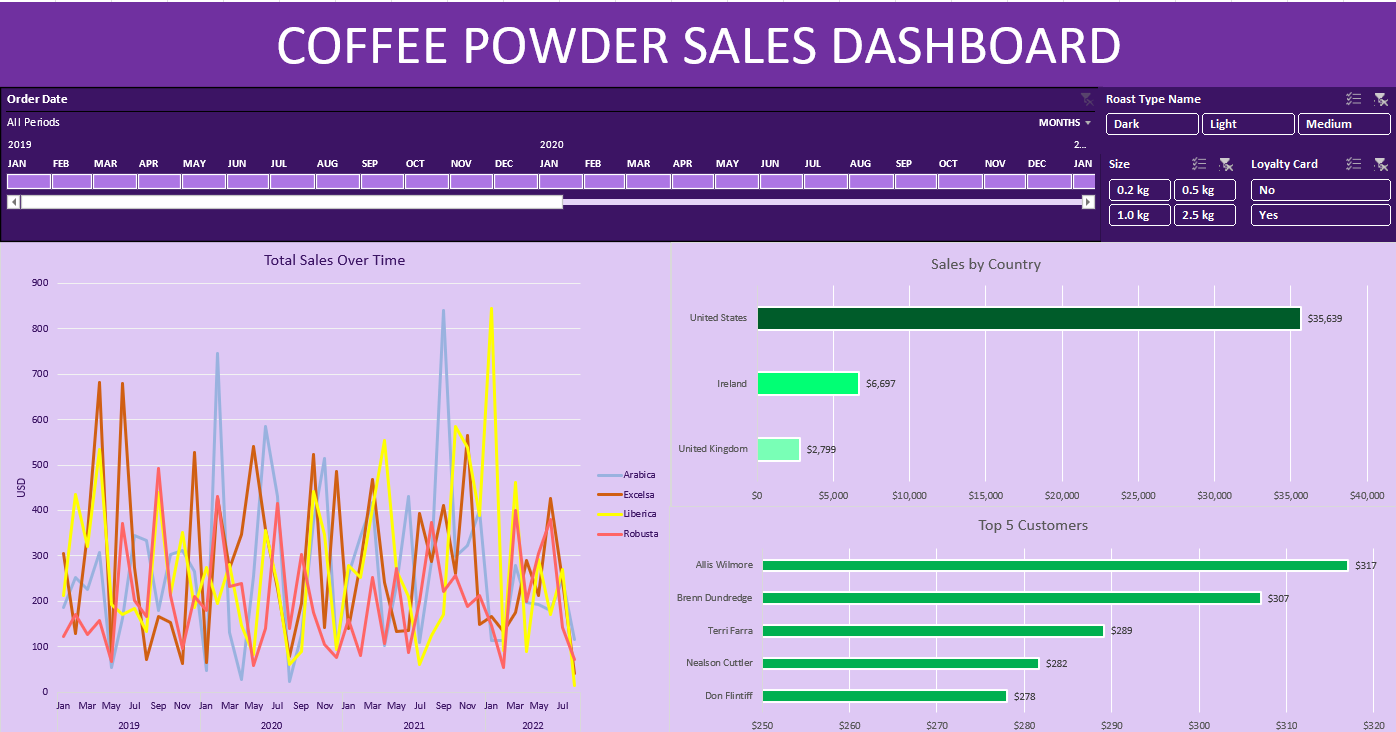 COFFEE POWDER SALES DASHBOARD
Order Date
All Periods
MONTHS
2019 2020 2...
JAN FEB MAR APR MAY JUN JUL AUG SEP OCT NOV DEC JAN FEB MAR APR MAY JUN JUL AUG SEP OCT NOV DEC JAN
Roast Type Name
Dark Light Medium
Size
0.2 kg 0.5 kg
1.0 kg 2.5 kg
Loyalty Card
No
Yes
Total Sales Over Time
900
800
700
600
500
400
300
200
100
0
USD
Jan Mar May Jul Sep Nov Jan Mar May Jul Sep Nov Jan Mar May Jul Sep Nov Jan Mar May Jul
2019 2020 2021 2022
Arabica
Excelsa
Liberica
Robusta
Sales by Country
United States $35,639
Ireland $6,697
United Kingdom $2,799
$0 $5,000 $10,000 $15,000 $20,000 $25,000 $30,000 $35,000 $40,000
Top 5 Customers
Allis Wilmore $317
Brenn Dundredge $307
Terri Farra $289
Nealson Cuttler $282
Don Flintiff $278
$250 $260 $270 $280 $290 $300 $310 $320